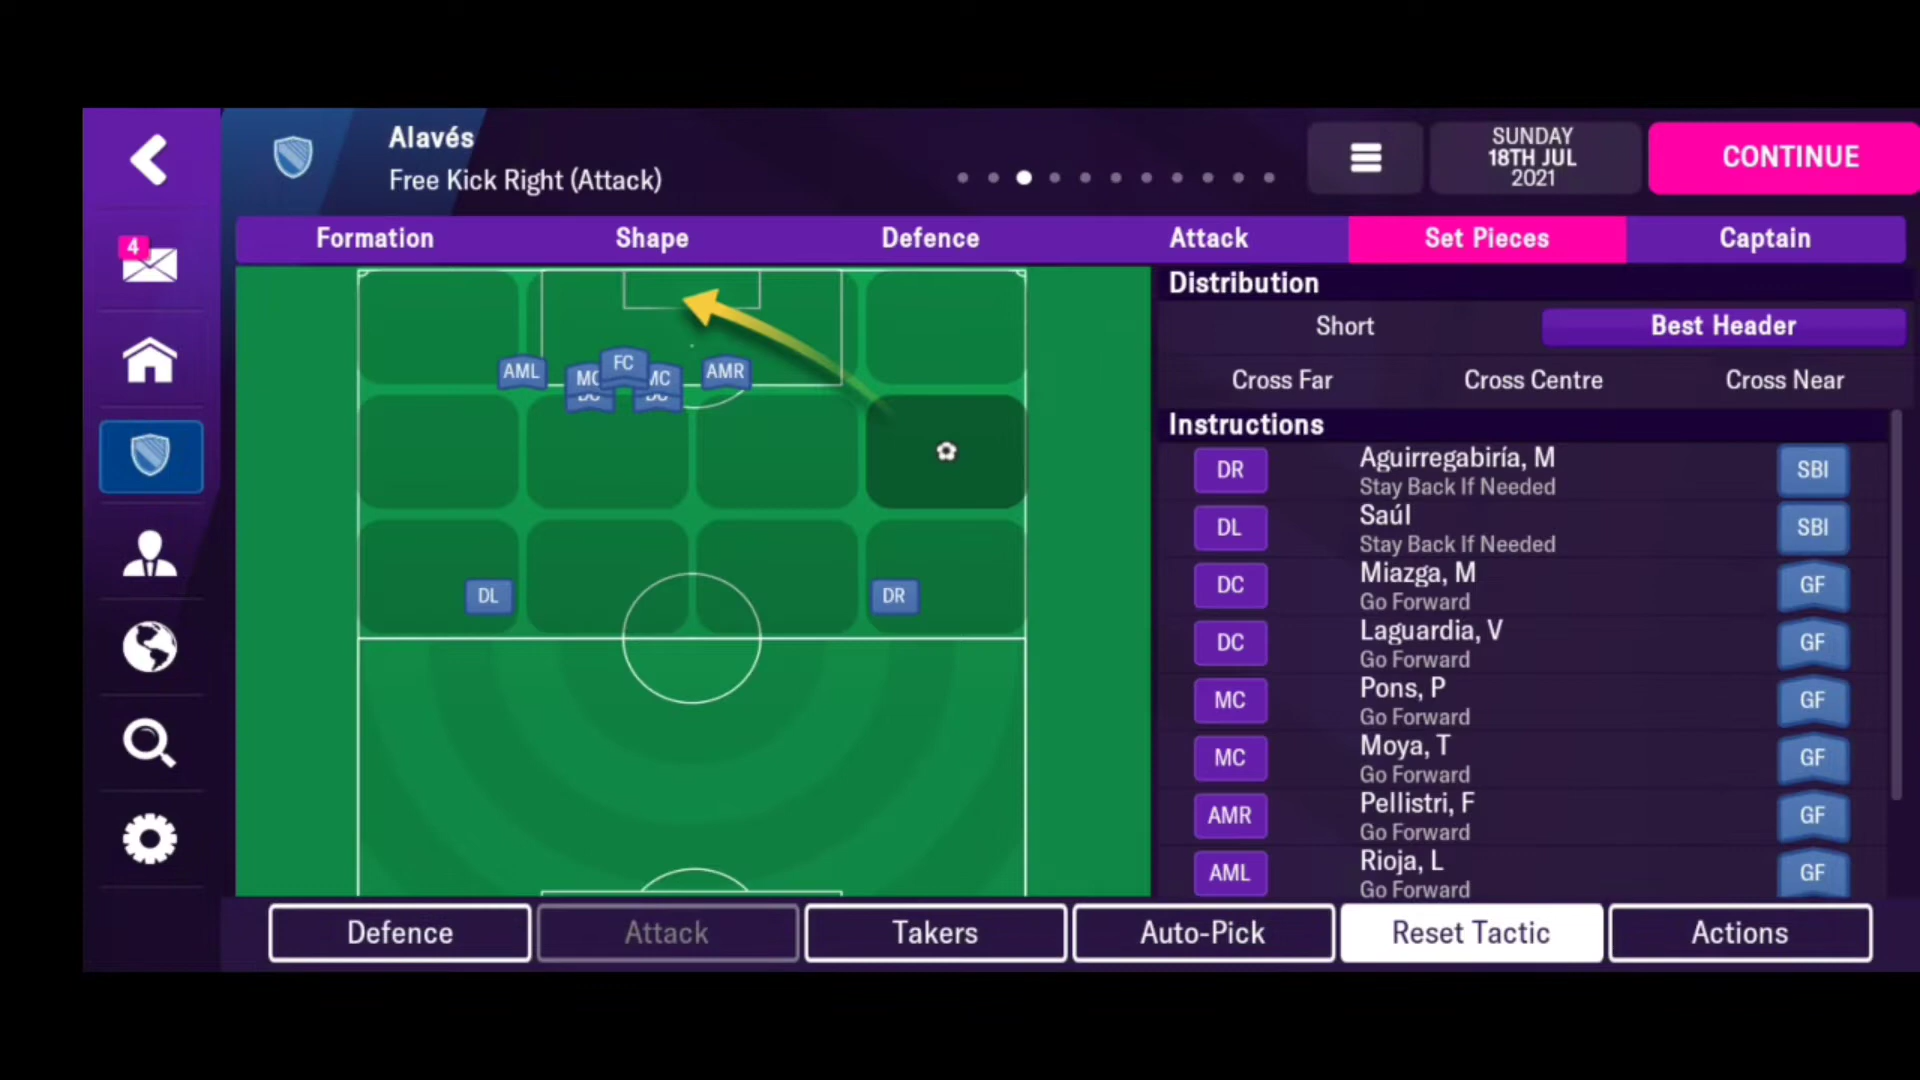 Alavés
Free Kick Right (Attack)
SUNDAY
18TH JUL
2021
CONTINUE
4
Formation
Shape
Defence
Attack
Set Pieces
Captain
Distribution
Short
Best Header
Cross Far
Cross Centre
Cross Near
Instructions
DR
Aguirregabiría, M
Stay Back If Needed
SBI
DL
Saúl
Stay Back If Needed
SBI
DC
Miazga, M
Go Forward
GF
DC
Laguardia, V
Go Forward
GF
MC
Pons, P
Go Forward
GF
MC
Moya, T
Go Forward
GF
AMR
Pellistri, F
Go Forward
GF
AML
Rioja, L
Go Forward
GF
AML
MC
FC
MC
AMR
DC
DC
DL
DR
Defence
Attack
Takers
Auto-Pick
Reset Tactic
Actions